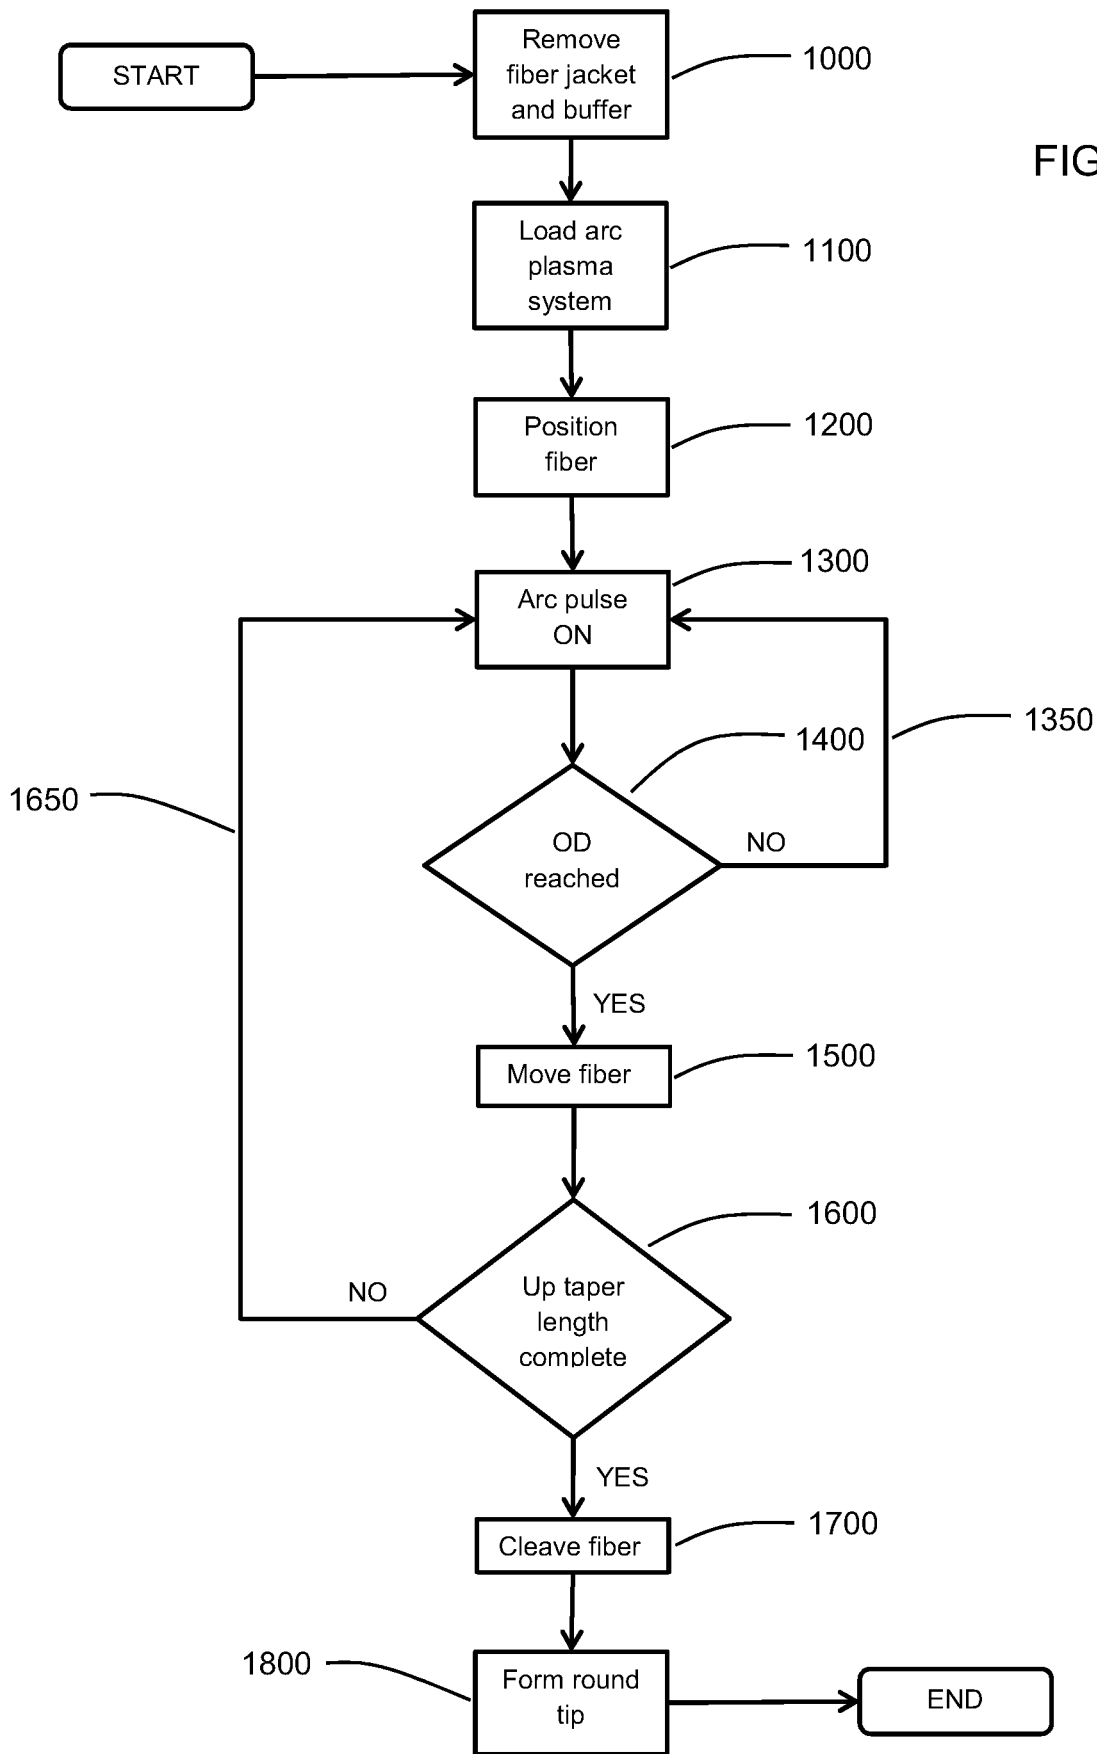 START
Remove
fiber jacket
and buffer
1000
FIG
Load arc
plasma
system
1100
Position
fiber
1200
1300
Arc pulse
ON
1350
1400
1650
OD
reached
NO
YES
Move fiber
1500
1600
NO
Up taper
length
complete
YES
1700
Cleave fiber
1800
Form round
tip
END